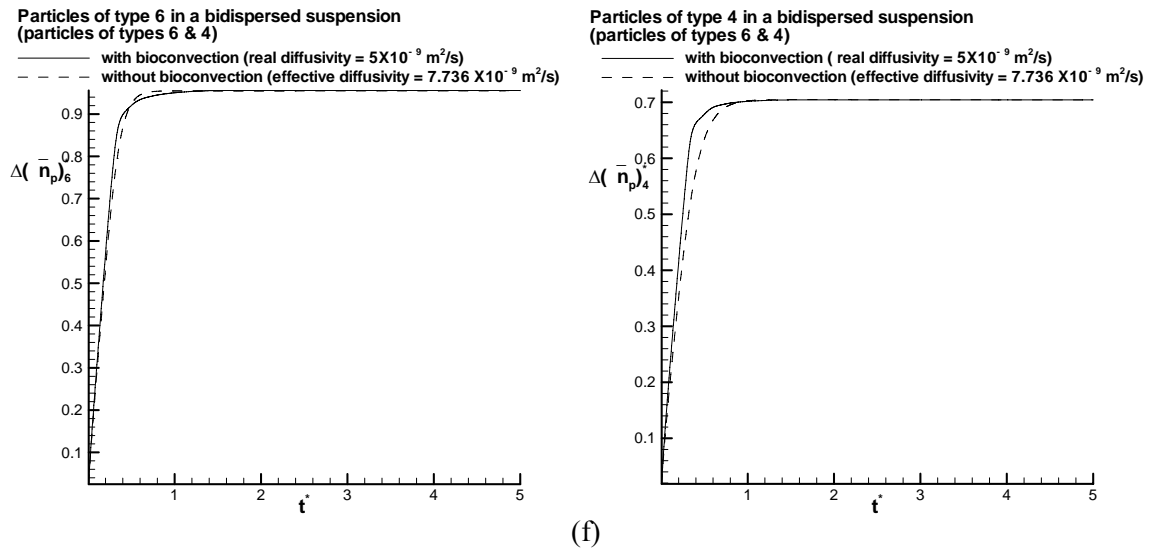 Particles of type 6 in a bidispersed suspension
(particles of types 6 & 4)
with bioconvection (real diffusivity = 5X10⁻ ⁹ m²/s)
without bioconvection (effective diffusivity = 7.736 X10⁻ ⁹ m²/s)
0.9
0.8
Δ( n̅ₚ)₆*
0.7
0.6
0.5
0.4
0.3
0.2
0.1
1
2
3
4
5
t*
Particles of type 4 in a bidispersed suspension
(particles of types 6 & 4)
with bioconvection ( real diffusivity = 5X10⁻ ⁹ m²/s)
without bioconvection (effective diffusivity = 7.736 X10⁻ ⁹ m²/s)
0.7
0.6
Δ( n̅ₚ)₄*
0.5
0.4
0.3
0.2
0.1
1
2
3
4
5
t*
(f)